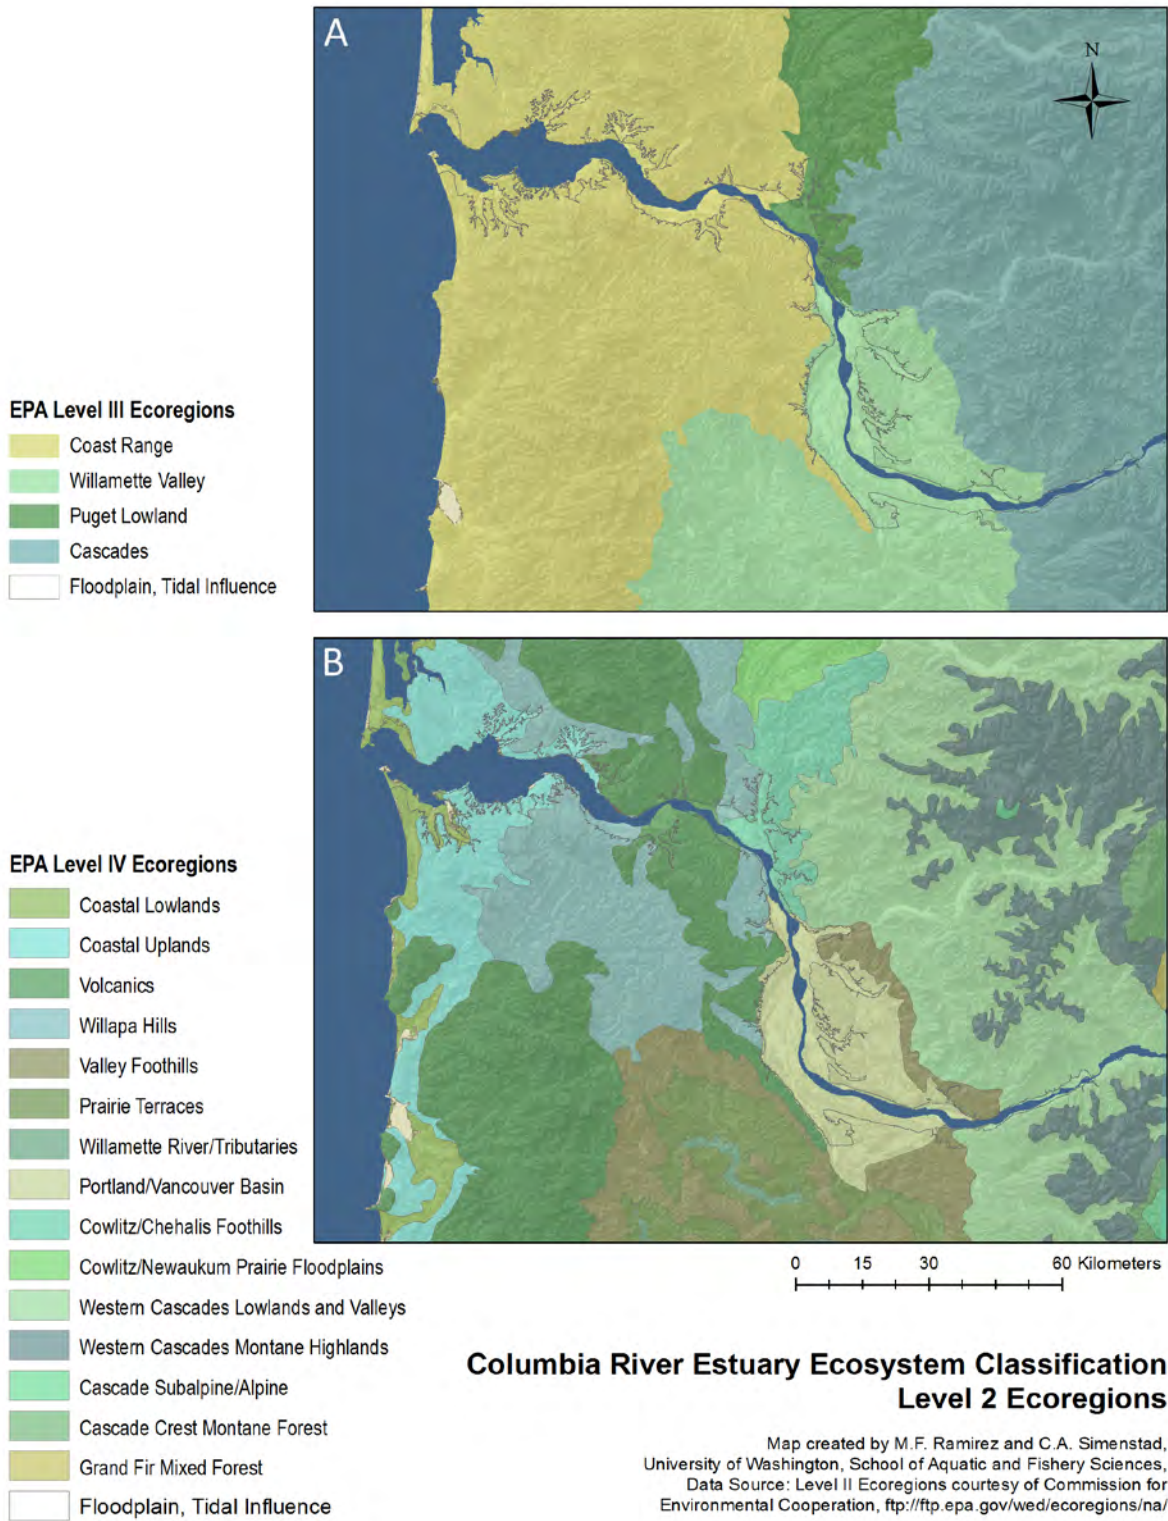 A
N
EPA Level III Ecoregions
Coast Range
Willamette Valley
Puget Lowland
Cascades
Floodplain, Tidal Influence
B
EPA Level IV Ecoregions
Coastal Lowlands
Coastal Uplands
Volcanics
Willapa Hills
Valley Foothills
Prairie Terraces
Willamette River/Tributaries
Portland/Vancouver Basin
Cowlitz/Chehalis Foothills
Cowlitz/Newaukum Prairie Floodplains
Western Cascades Lowlands and Valleys
Western Cascades Montane Highlands
Cascade Subalpine/Alpine
Cascade Crest Montane Forest
Grand Fir Mixed Forest
Floodplain, Tidal Influence
0 15 30 60 Kilometers
Columbia River Estuary Ecosystem Classification
Level 2 Ecoregions
Map created by M.F. Ramirez and C.A. Simenstad,
University of Washington, School of Aquatic and Fishery Sciences,
Data Source: Level II Ecoregions courtesy of Commission for
Environmental Cooperation, ftp://ftp.epa.gov/wed/ecoregions/na/